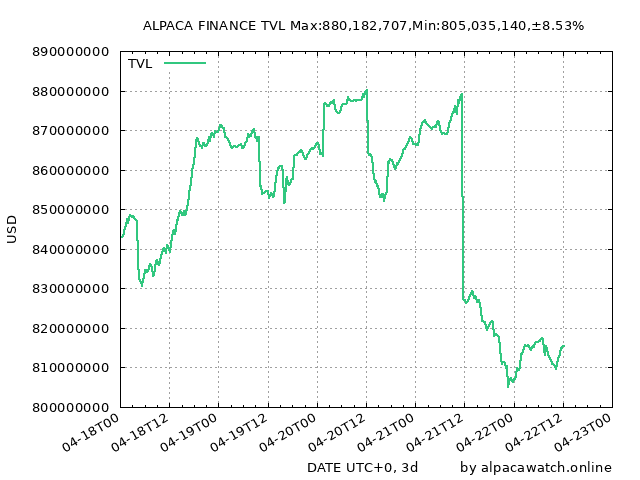 ALPACA FINANCE TVL Max:880,182,707,Min:805,035,140,±8.53%
890000000
TVL
880000000
870000000
860000000
850000000
USD
840000000
830000000
820000000
810000000
800000000
04-18T00
04-18T12
04-19T00
04-19T12
04-20T00
04-20T12
04-21T00
04-21T12
04-22T00
04-22T12
04-23T00
DATE UTC+0, 3d
by alpacawatch.online